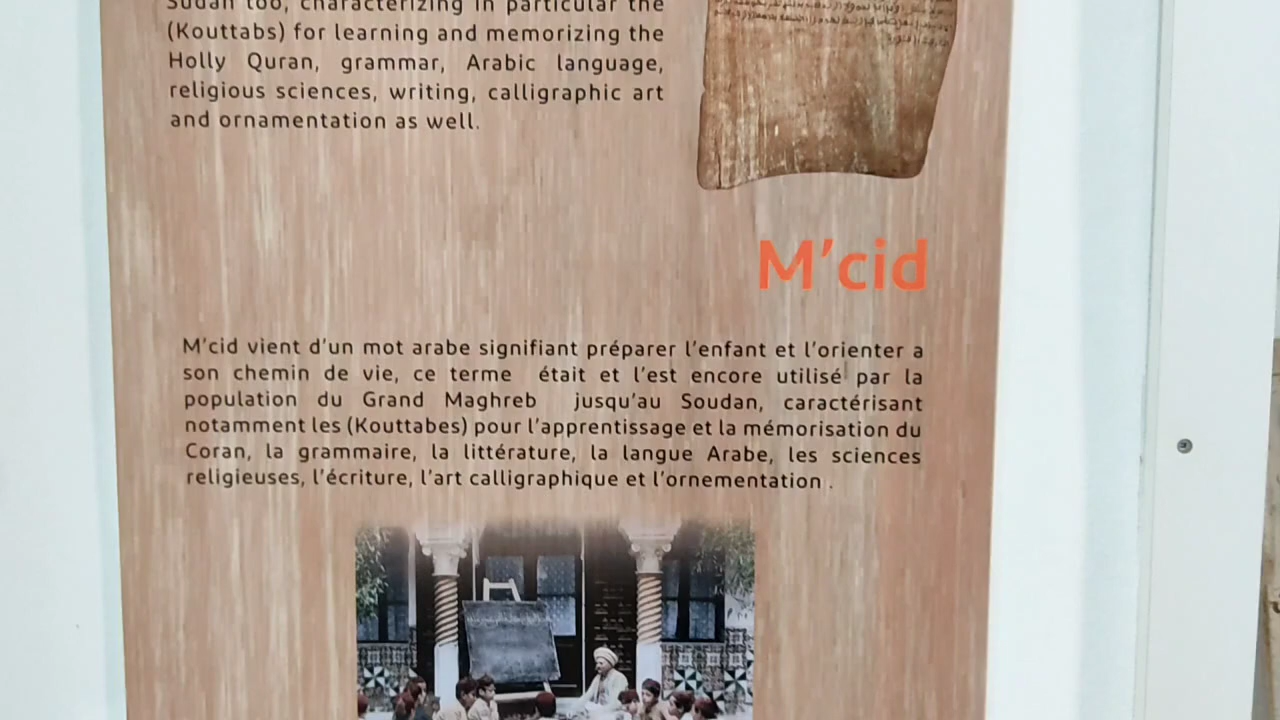 Sudan too, characterizing in particular the
(Kouttabs) for learning and memorizing the
Holly Quran, grammar, Arabic language,
religious sciences, writing, calligraphic art
and ornamentation as well.
M'cid
M'cid vient d'un mot arabe signifiant préparer l'enfant et l'orienter a
son chemin de vie, ce terme était et l'est encore utilisé par la
population du Grand Maghreb jusqu'au Soudan, caractérisant
notamment les (Kouttabes) pour l'apprentissage et la mémorisation du
Coran, la grammaire, la littérature, la langue Arabe, les sciences
religieuses, l'écriture, l'art calligraphique et l'ornementation .